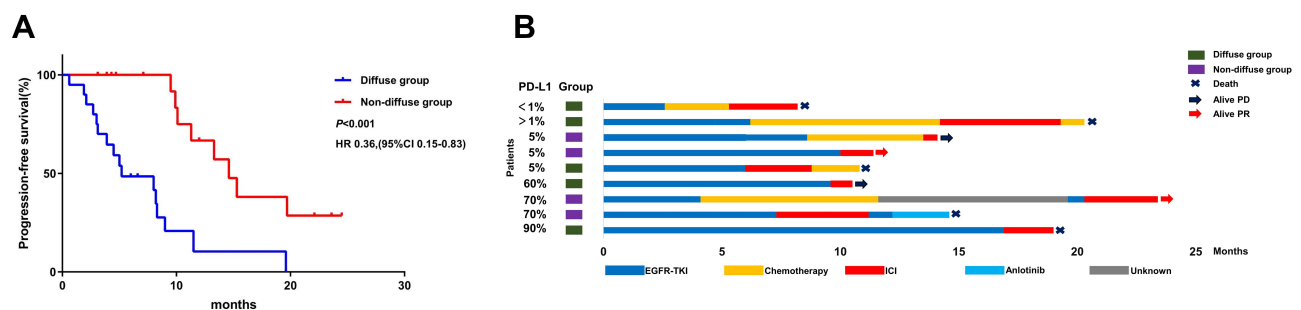 A
Progression-free survival(%)
100
50
0
0 10 20 30
months
Diffuse group
Non-diffuse group
P<0.001
HR 0.36,(95%CI 0.15-0.83)
B
PD-L1 Group
Patients
<1%
>1%
5%
5%
5%
60%
70%
70%
90%
0 5 10 15 20 25 Months
EGFR-TKI Chemotherapy ICI Anlotinib Unknown
Diffuse group
Non-diffuse group
Death
Alive PD
Alive PR